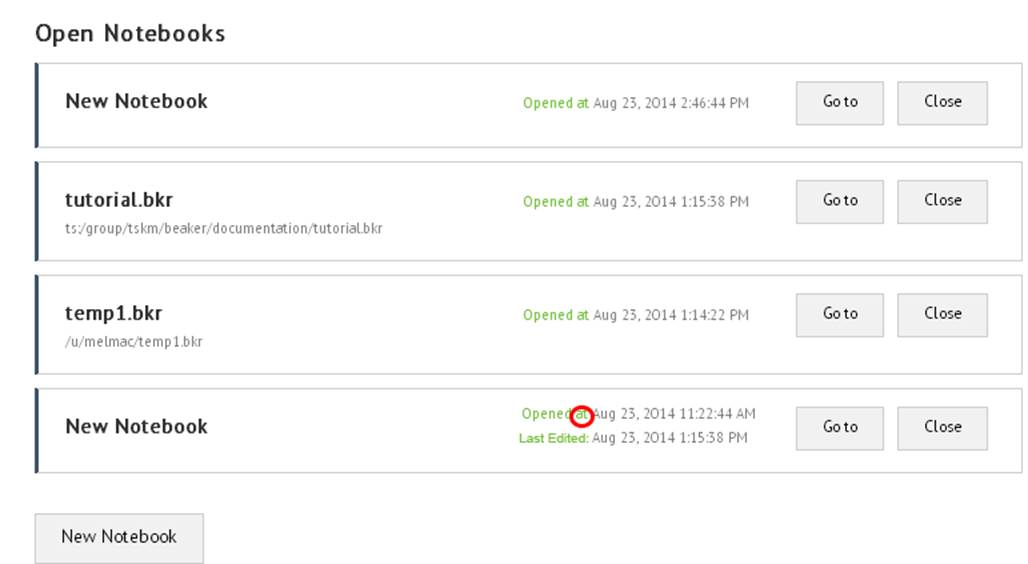 Open Notebooks
New Notebook
Opened at Aug 23, 2014 2:46:44 PM
Go to
Close
tutorial.bkr
ts:/group/tskm/beaker/documentation/tutorial.bkr
Opened at Aug 23, 2014 1:15:38 PM
Go to
Close
temp1.bkr
/u/melmac/temp1.bkr
Opened at Aug 23, 2014 1:14:22 PM
Go to
Close
New Notebook
Opened at Aug 23, 2014 11:22:44 AM
Last Edited: Aug 23, 2014 1:15:38 PM
Go to
Close
New Notebook